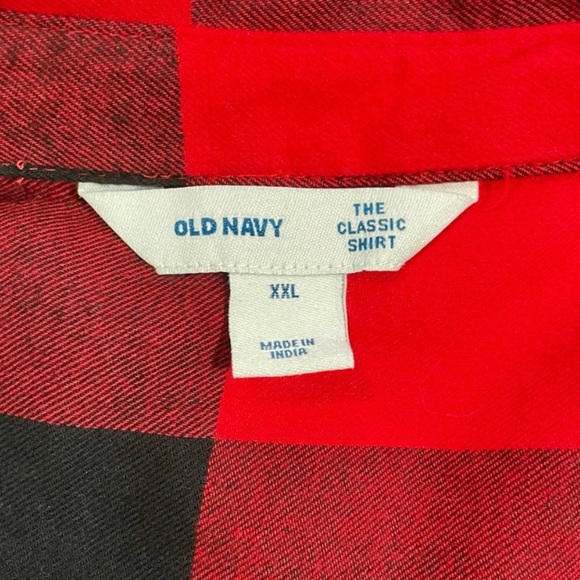 OLD NAVY
THE
CLASSIC
SHIRT
XXL
MADE IN
INDIA